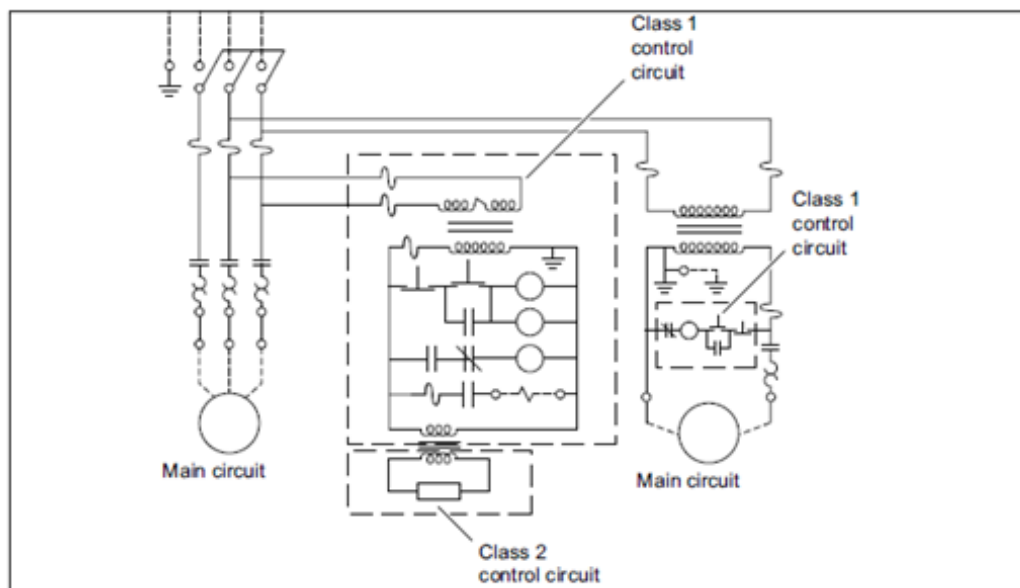 Class 1
control
circuit
Class 1
control
circuit
Main circuit
Main circuit
Class 2
control circuit